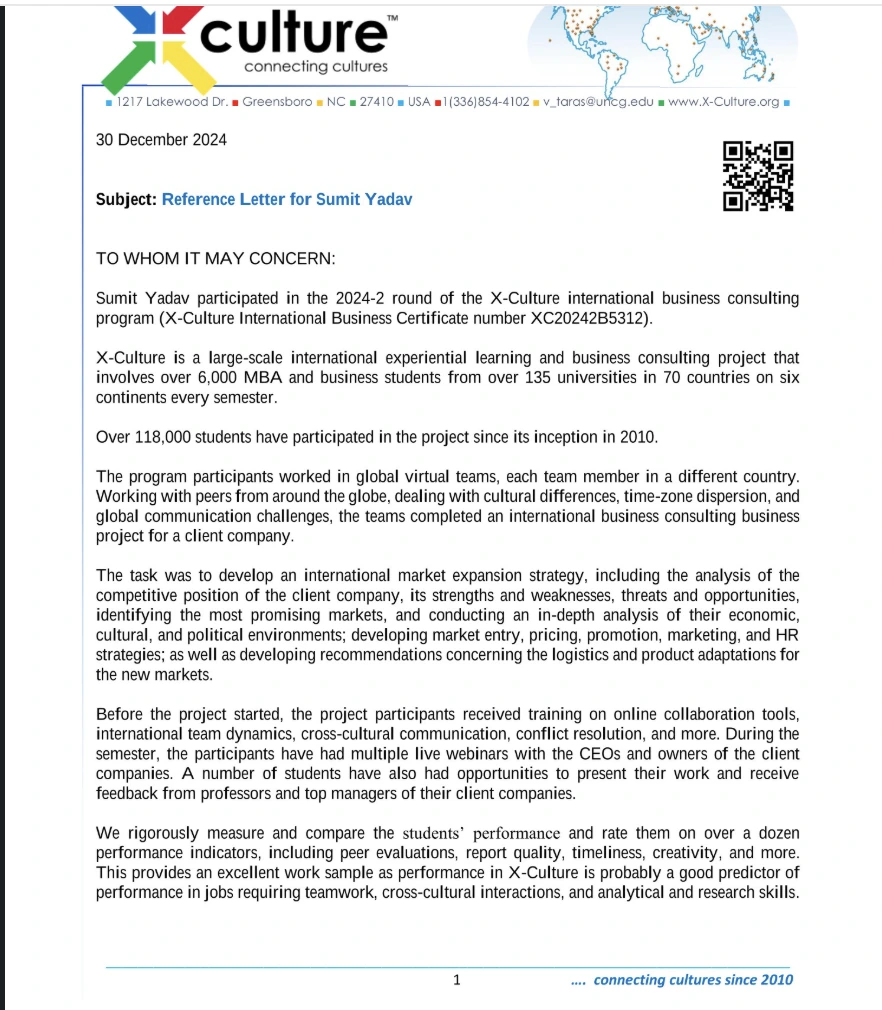 culture™
connecting cultures
1217 Lakewood Dr. ■ Greensboro ■ NC ■ 27410 ■ USA ■1(336)854-4102 ■ v_taras@uncg.edu ■ www.X-Culture.org
30 December 2024
Subject: Reference Letter for Sumit Yadav
TO WHOM IT MAY CONCERN:
Sumit Yadav participated in the 2024-2 round of the X-Culture international business consulting
program (X-Culture International Business Certificate number XC20242B5312).
X-Culture is a large-scale international experiential learning and business consulting project that
involves over 6,000 MBA and business students from over 135 universities in 70 countries on six
continents every semester.
Over 118,000 students have participated in the project since its inception in 2010.
The program participants worked in global virtual teams, each team member in a different country.
Working with peers from around the globe, dealing with cultural differences, time-zone dispersion, and
global communication challenges, the teams completed an international business consulting business
project for a client company.
The task was to develop an international market expansion strategy, including the analysis of the
competitive position of the client company, its strengths and weaknesses, threats and opportunities,
identifying the most promising markets, and conducting an in-depth analysis of their economic,
cultural, and political environments; developing market entry, pricing, promotion, marketing, and HR
strategies; as well as developing recommendations concerning the logistics and product adaptations for
the new markets.
Before the project started, the project participants received training on online collaboration tools,
international team dynamics, cross-cultural communication, conflict resolution, and more. During the
semester, the participants have had multiple live webinars with the CEOs and owners of the client
companies. A number of students have also had opportunities to present their work and receive
feedback from professors and top managers of their client companies.
We rigorously measure and compare the students’ performance and rate them on over a dozen
performance indicators, including peer evaluations, report quality, timeliness, creativity, and more.
This provides an excellent work sample as performance in X-Culture is probably a good predictor of
performance in jobs requiring teamwork, cross-cultural interactions, and analytical and research skills.
1
.... connecting cultures since 2010